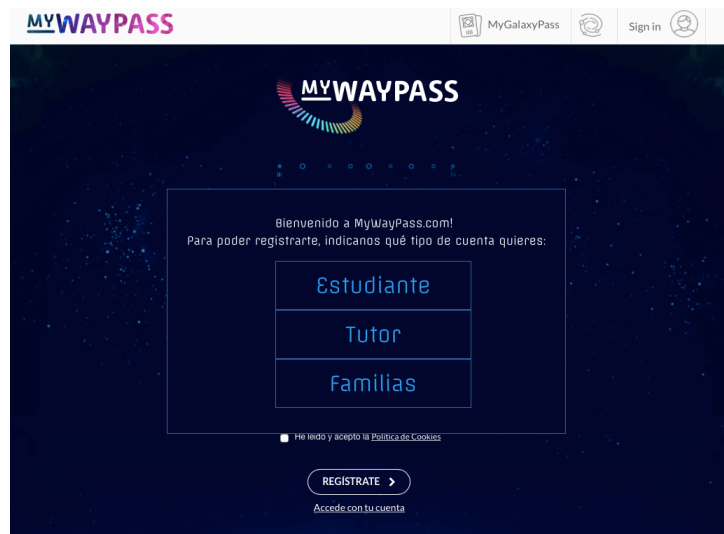 MYWAYPASS
MyGalaxyPass
Sign in
MYWAYPASS
Bienvenido a MyWayPass.com!
Para poder registrarte, indicanos qué tipo de cuenta quieres:
Estudiante
Tutor
Familias
He leído y acepto la Política de Cookies
REGÍSTRATE
Accede con tu cuenta